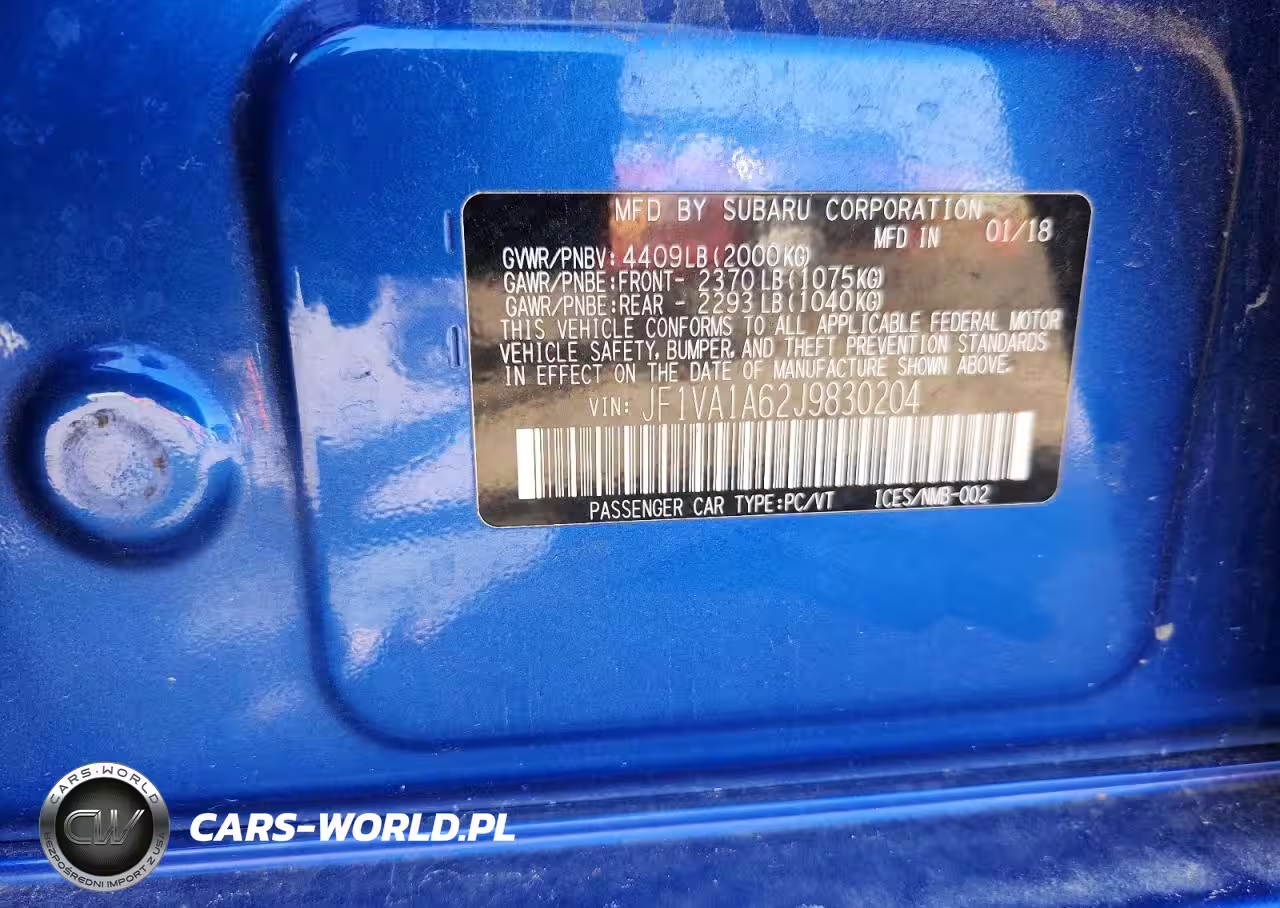 MFD BY SUBARU CORPORATION
MFD IN 01/18
GVWR/PNBV: 4409LB(2000KG)
GAWR/PNBE:FRONT- 2370LB(1075KG)
GAWR/PNBE:REAR - 2293LB(1040KG)
THIS VEHICLE CONFORMS TO ALL APPLICABLE FEDERAL MOTOR
VEHICLE SAFETY, BUMPER, AND THEFT PREVENTION STANDARDS
IN EFFECT ON THE DATE OF MANUFACTURE SHOWN ABOVE.
VIN: JF1VA1A62J9830204
PASSENGER CAR TYPE:PC/VT ICES/NMB-002
CARS-WORLD
CW
BEZPOŚREDNI IMPORT Z USA
CARS-WORLD.PL